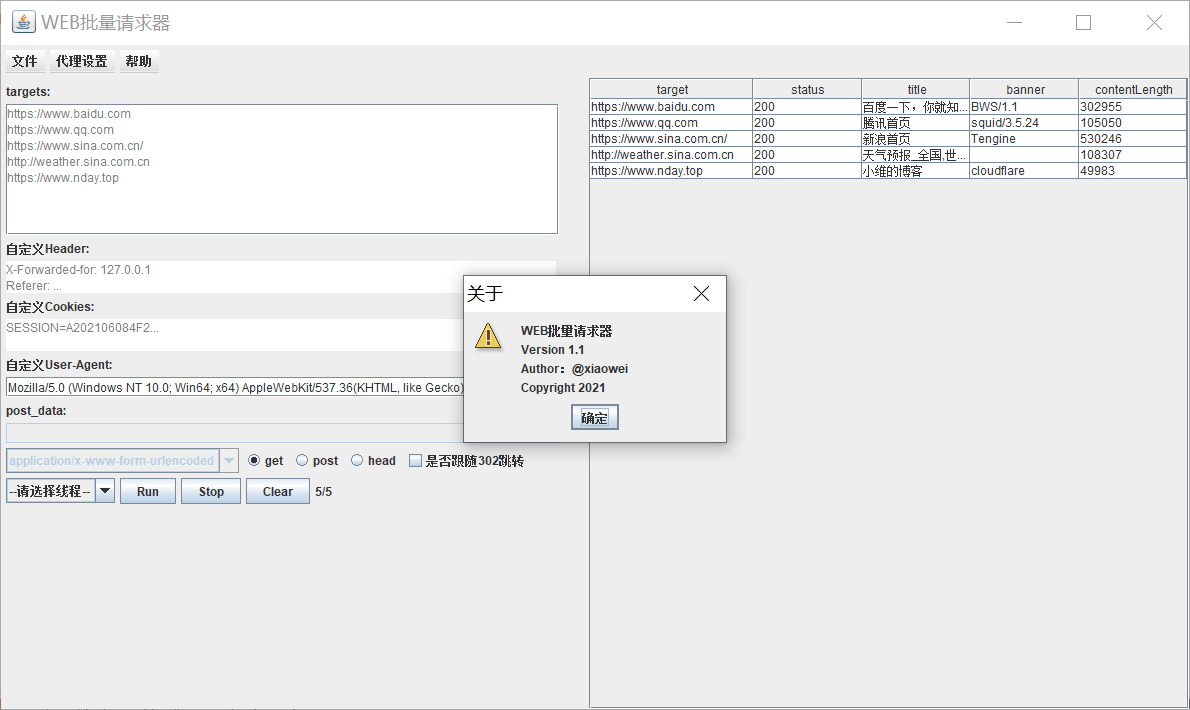 WEB批量请求器
文件 代理设置 帮助
targets:
https://www.baidu.com
https://www.qq.com
https://www.sina.com.cn/
http://weather.sina.com.cn
https://www.nday.top
自定义Header:
X-Forwarded-for: 127.0.0.1
Referer: ...
自定义Cookies:
SESSION=A202106084F2...
自定义User-Agent:
Mozilla/5.0 (Windows NT 10.0; Win64; x64) AppleWebKit/537.36(KHTML, like Gecko)
post_data:
application/x-www-form-urlencoded get post head 是否跟随302跳转
--请选择线程-- Run Stop Clear 5/5
target status title banner contentLength
https://www.baidu.com 200 百度一下，你就知... BWS/1.1 302955
https://www.qq.com 200 腾讯首页 squid/3.5.24 105050
https://www.sina.com.cn/ 200 新浪首页 Tengine 530246
http://weather.sina.com.cn 200 天气预报_全国,世... 108307
https://www.nday.top 200 小维的博客 cloudflare 49983
关于
WEB批量请求器
Version 1.1
Author：@xiaowei
Copyright 2021
确定